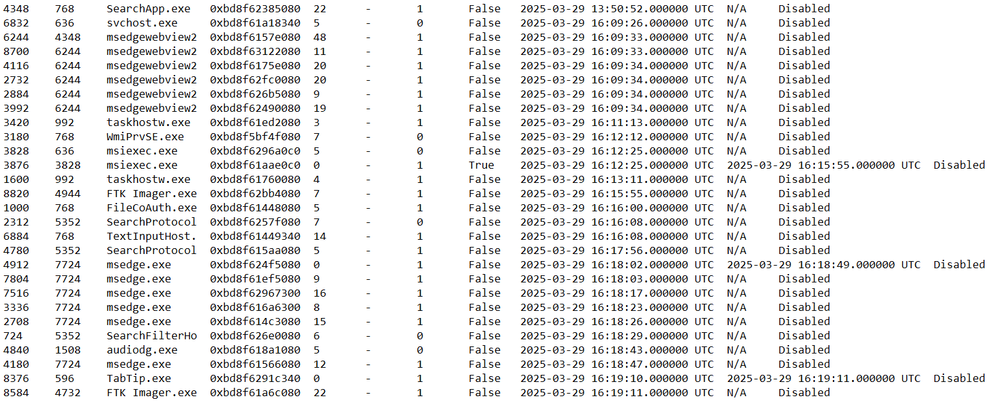 4348 768 SearchApp.exe 0xbd8f62385080 22 - 1 False 2025-03-29 13:50:52.000000 UTC N/A Disabled
6832 636 svchost.exe 0xbd8f61a18340 5 - 0 False 2025-03-29 16:09:26.000000 UTC N/A Disabled
6244 4348 msedgewebview2 0xbd8f6157e080 48 - 1 False 2025-03-29 16:09:33.000000 UTC N/A Disabled
8700 6244 msedgewebview2 0xbd8f63122080 11 - 1 False 2025-03-29 16:09:33.000000 UTC N/A Disabled
4116 6244 msedgewebview2 0xbd8f6175e080 20 - 1 False 2025-03-29 16:09:34.000000 UTC N/A Disabled
2732 6244 msedgewebview2 0xbd8f62fc0080 20 - 1 False 2025-03-29 16:09:34.000000 UTC N/A Disabled
2884 6244 msedgewebview2 0xbd8f626b5080 9 - 1 False 2025-03-29 16:09:34.000000 UTC N/A Disabled
3992 6244 msedgewebview2 0xbd8f62490080 19 - 1 False 2025-03-29 16:09:34.000000 UTC N/A Disabled
3420 992 taskhostw.exe 0xbd8f61ed2080 3 - 1 False 2025-03-29 16:11:13.000000 UTC N/A Disabled
3180 768 WmiPrvSE.exe 0xbd8f5bf4f080 7 - 0 False 2025-03-29 16:12:12.000000 UTC N/A Disabled
3828 636 msiexec.exe 0xbd8f6296a0c0 5 - 0 False 2025-03-29 16:12:25.000000 UTC N/A Disabled
3876 3828 msiexec.exe 0xbd8f61aae0c0 0 - 1 True 2025-03-29 16:12:25.000000 UTC 2025-03-29 16:15:55.000000 UTC Disabled
1600 992 taskhostw.exe 0xbd8f61760080 4 - 1 False 2025-03-29 16:13:11.000000 UTC N/A Disabled
8820 4944 FTK Imager.exe 0xbd8f62bb4080 7 - 1 False 2025-03-29 16:15:55.000000 UTC N/A Disabled
1000 768 FileCoAuth.exe 0xbd8f61448080 5 - 1 False 2025-03-29 16:16:00.000000 UTC N/A Disabled
2312 5352 SearchProtocol 0xbd8f6257f080 7 - 0 False 2025-03-29 16:16:08.000000 UTC N/A Disabled
6884 768 TextInputHost. 0xbd8f61449340 14 - 1 False 2025-03-29 16:16:08.000000 UTC N/A Disabled
4780 5352 SearchProtocol 0xbd8f615aa080 5 - 1 False 2025-03-29 16:17:56.000000 UTC N/A Disabled
4912 7724 msedge.exe 0xbd8f624f5080 0 - 1 False 2025-03-29 16:18:02.000000 UTC 2025-03-29 16:18:49.000000 UTC Disabled
7804 7724 msedge.exe 0xbd8f61ef5080 9 - 1 False 2025-03-29 16:18:03.000000 UTC N/A Disabled
7516 7724 msedge.exe 0xbd8f62967300 16 - 1 False 2025-03-29 16:18:17.000000 UTC N/A Disabled
3336 7724 msedge.exe 0xbd8f616a6300 8 - 1 False 2025-03-29 16:18:23.000000 UTC N/A Disabled
2708 7724 msedge.exe 0xbd8f614c3080 15 - 1 False 2025-03-29 16:18:26.000000 UTC N/A Disabled
724 5352 SearchFilterHo 0xbd8f626e0080 6 - 0 False 2025-03-29 16:18:29.000000 UTC N/A Disabled
4840 1508 audiodg.exe 0xbd8f618a1080 5 - 0 False 2025-03-29 16:18:43.000000 UTC N/A Disabled
4180 7724 msedge.exe 0xbd8f61566080 12 - 1 False 2025-03-29 16:18:47.000000 UTC N/A Disabled
8376 596 TabTip.exe 0xbd8f6291c340 0 - 1 False 2025-03-29 16:19:10.000000 UTC 2025-03-29 16:19:11.000000 UTC Disabled
8584 4732 FTK Imager.exe 0xbd8f61a6c080 22 - 1 False 2025-03-29 16:19:11.000000 UTC N/A Disabled